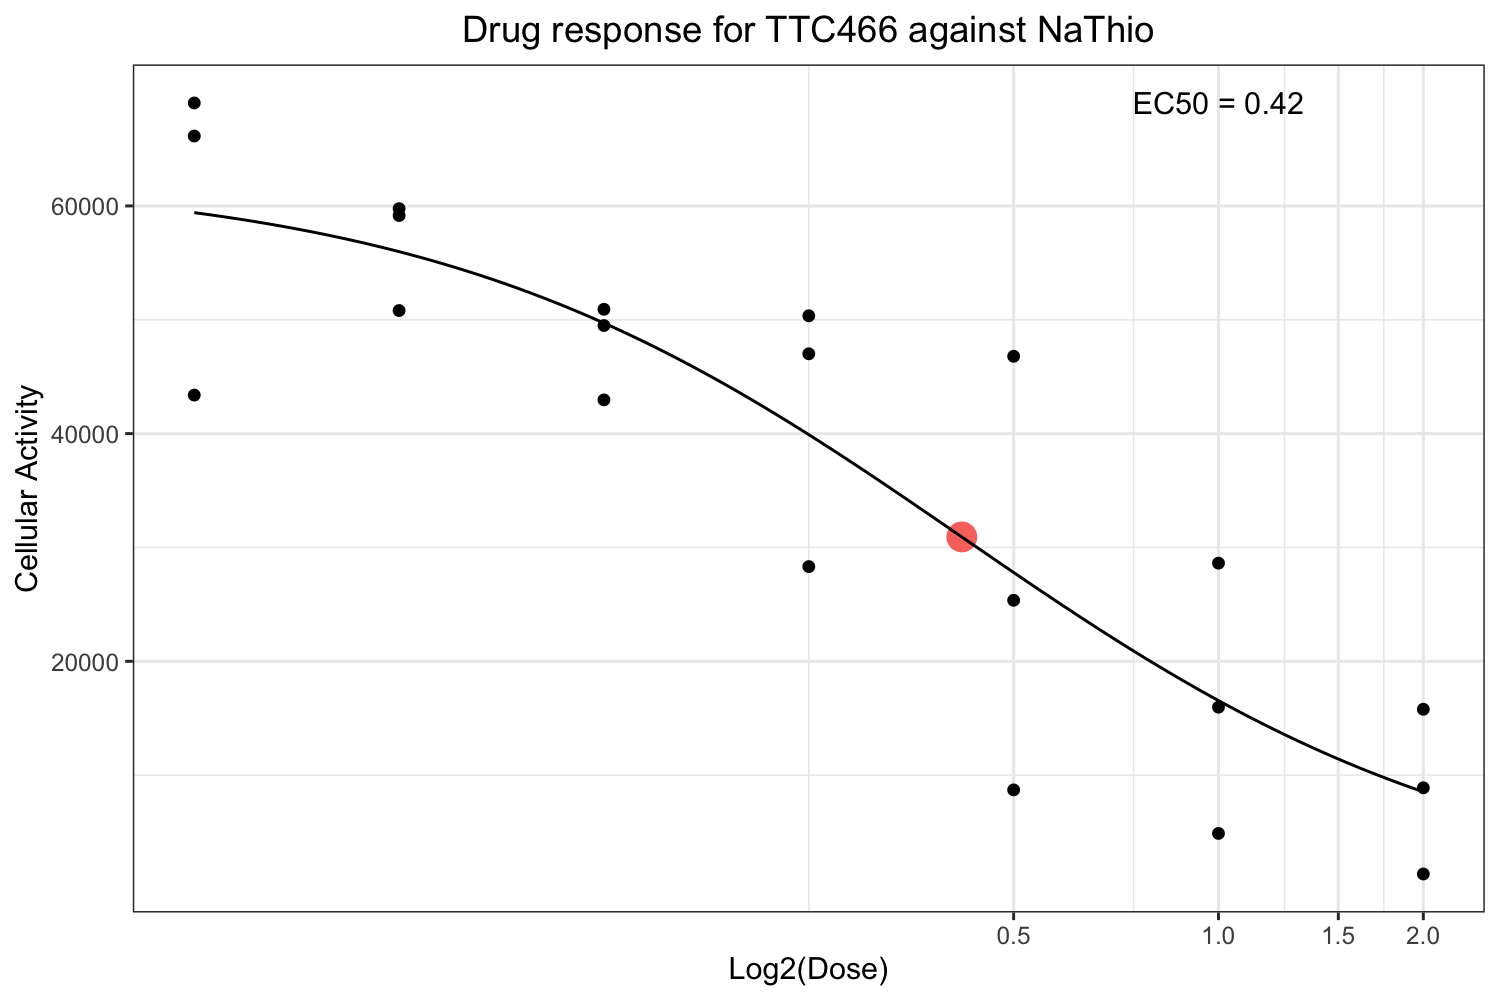 Drug response for TTC466 against NaThio
EC50 = 0.42
60000
40000
20000
Cellular Activity
0.5 1.0 1.5 2.0
Log2(Dose)